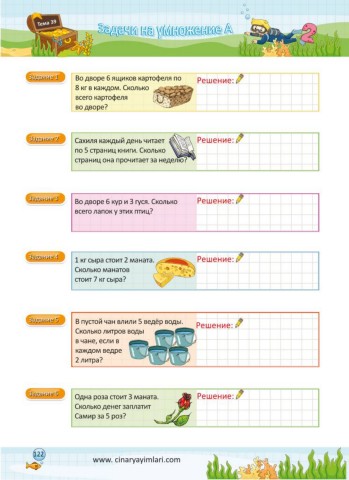 Тема 29
Задачи на умножение А
2
Задание 1
Во дворе 6 ящиков картофеля по
8 кг в каждом. Сколько
всего картофеля
во дворе?
Решение:
Задание 2
Сакиля каждый день читает
по 5 страниц книги. Сколько
страниц она прочитает за неделю?
Решение:
Задание 3
Во дворе 6 кур и 3 гуся. Сколько
всего лапок у этих птиц?
Решение:
Задание 4
1 кг сыра стоит 2 маната.
Сколько манатов
стоит 7 кг сыра?
Решение:
Задание 5
В пустой чан влили 5 ведёр воды.
Сколько литров воды
в чане, если в
каждом ведре
2 литра?
Решение:
Задание 6
Одна роза стоит 3 маната.
Сколько денег заплатит
Самир за 5 роз?
Решение:
122
www. cinaryayimlari.com